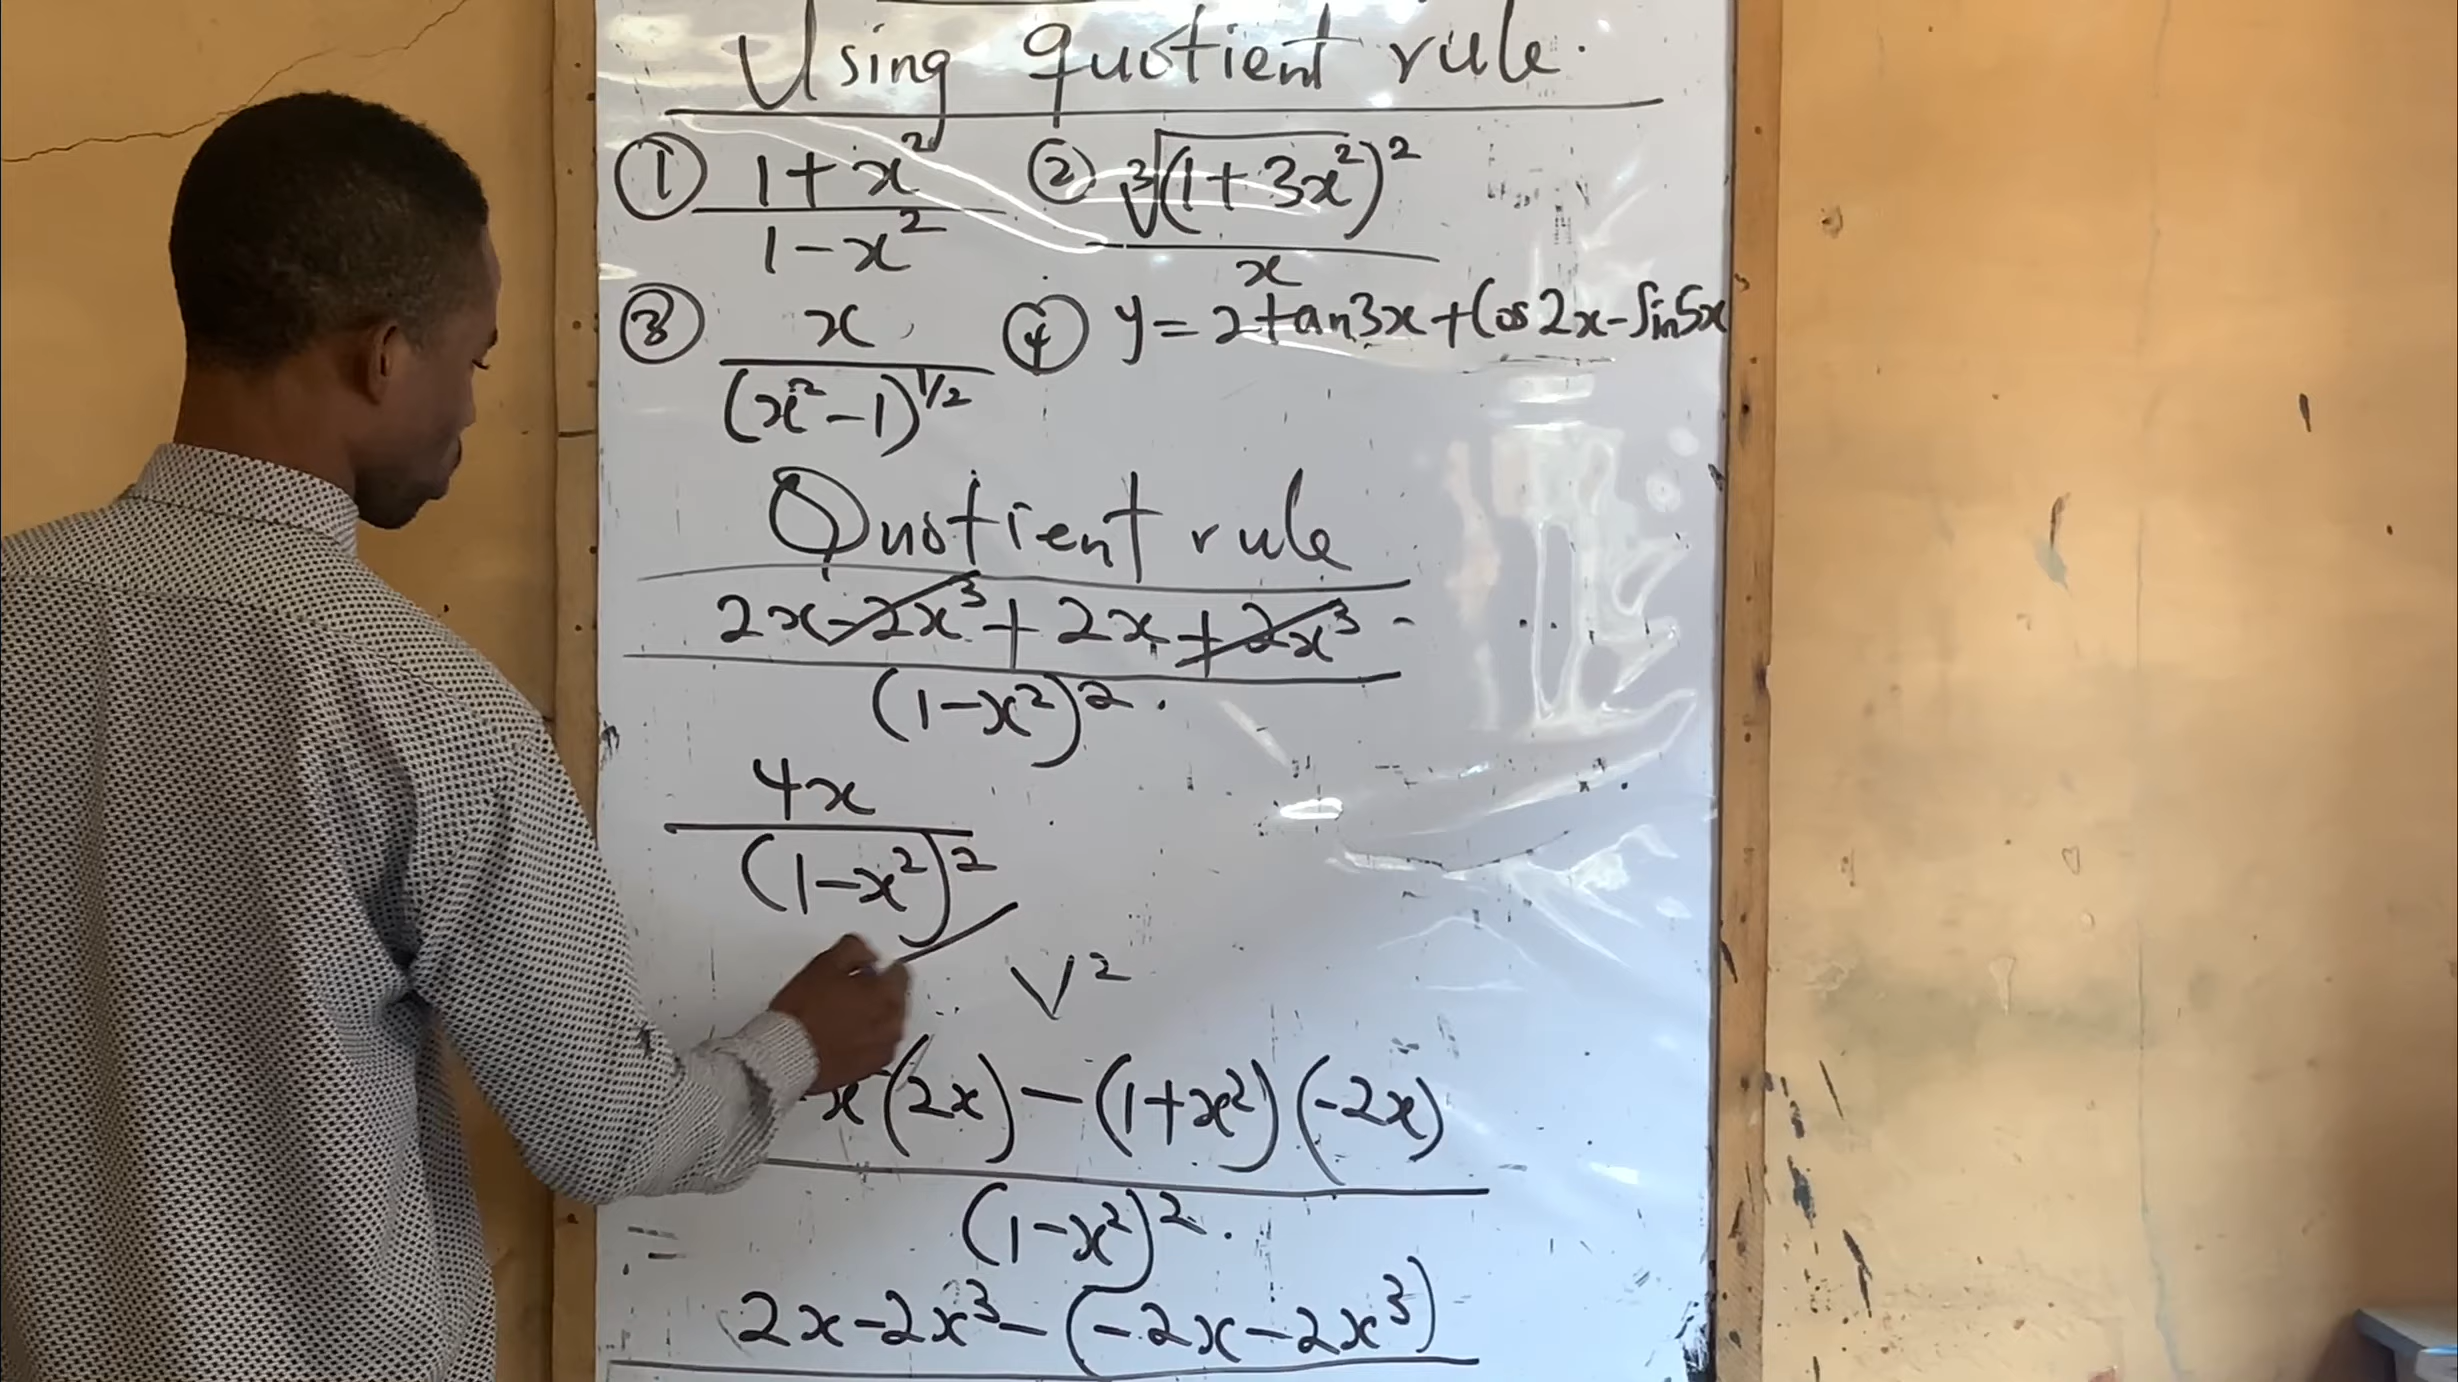 Using quotient rule.
① 1+x² / 1-x² ② ∛(1+3x²)² / x
③ x / (x²-1)^1/2 ④ y = 2tan3x + Cos2x - Sin5x
Quotient rule
2x - 2x³ + 2x + 2x³
(1-x²)².
4x
(1-x²)²
V²
x(2x) - (1+x²)(-2x)
= (1-x²)².
2x - 2x³ - (-2x - 2x³)